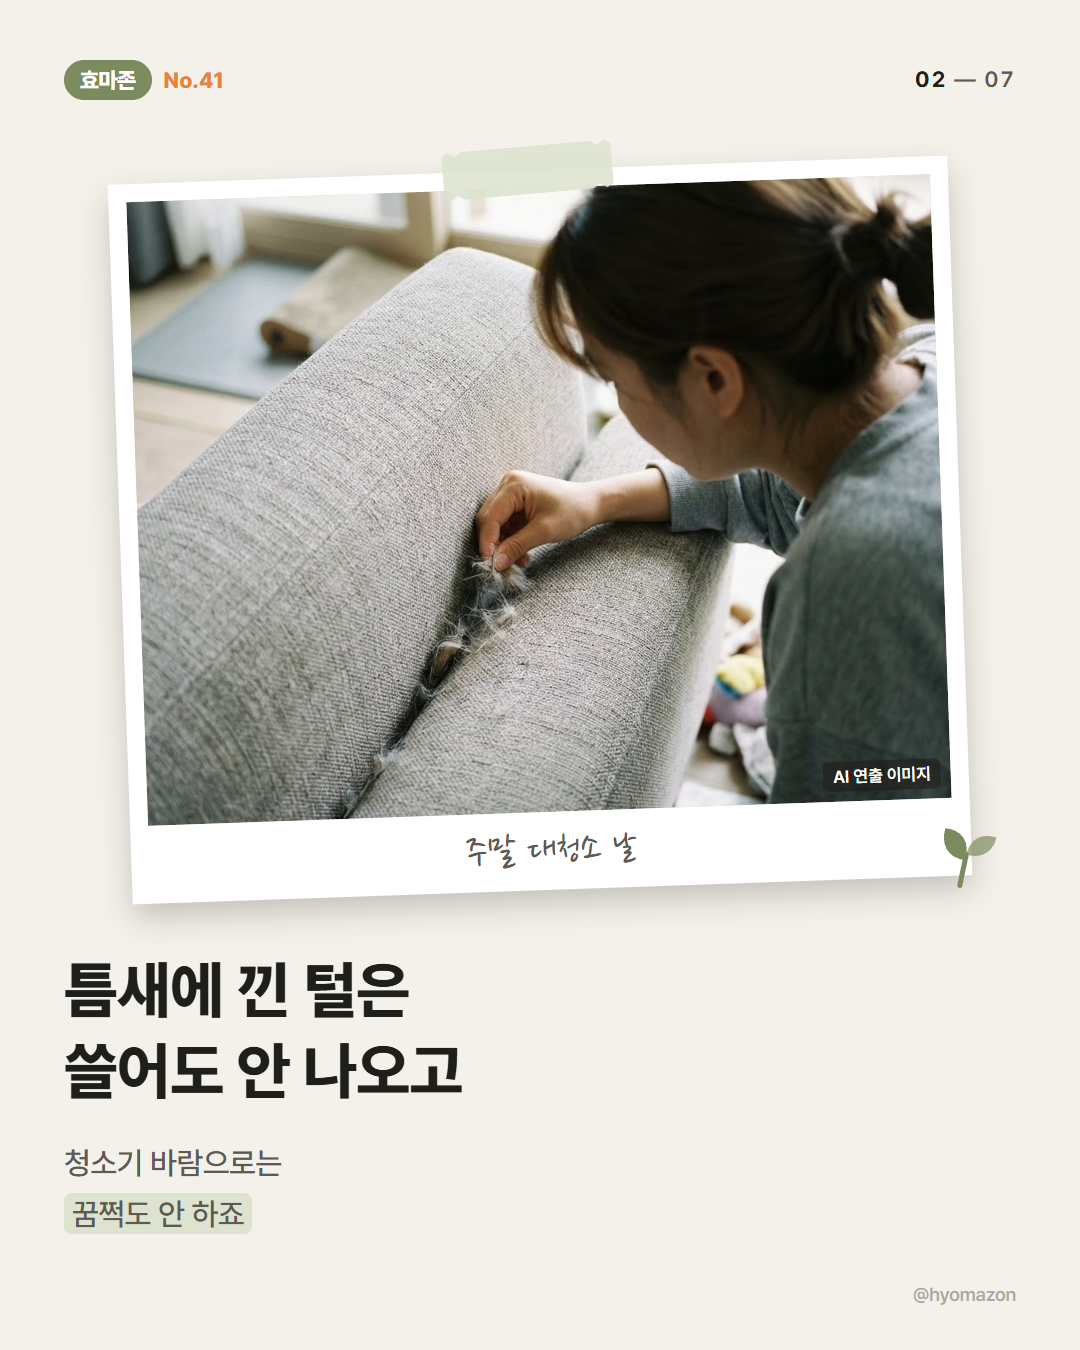 효마존 No.41
02 — 07
AI 연출 이미지
주말 대청소 날
틈새에 낀 털은
쓸어도 안 나오고
청소기 바람으로는
꿈쩍도 안 하죠
@hyomazon